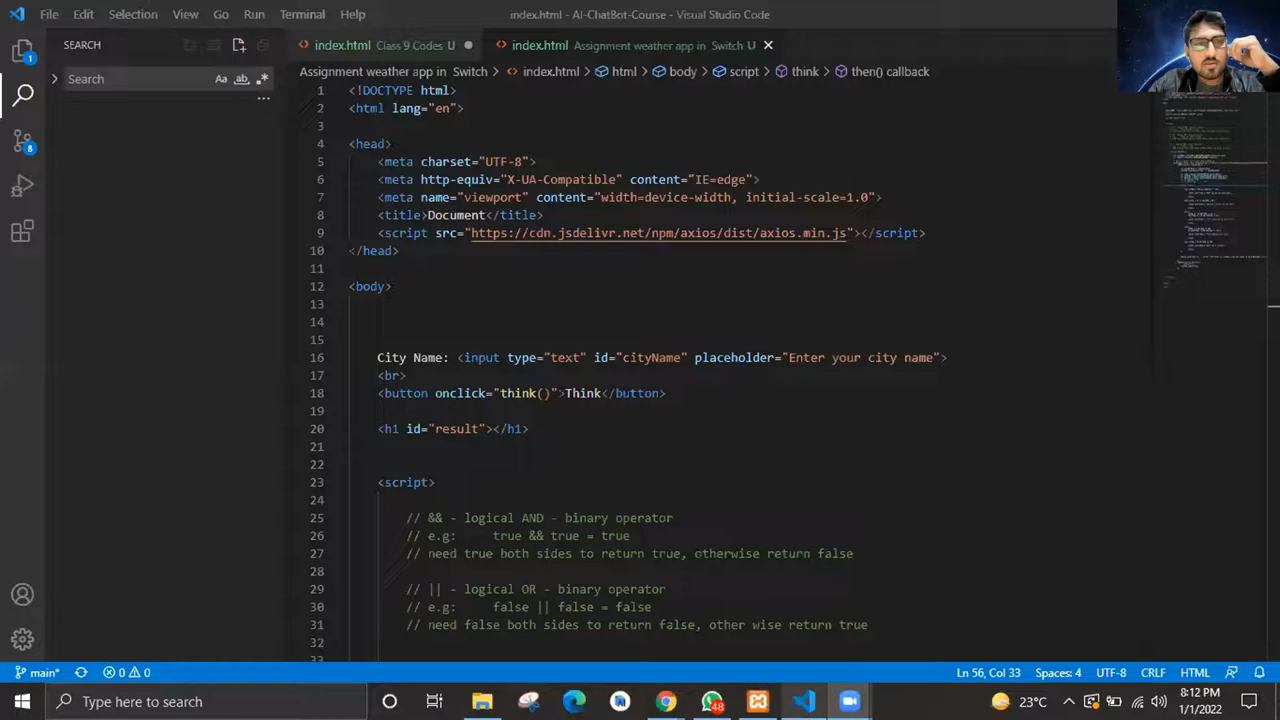 File Edit Selection View Go Run Terminal Help index.html - AI-ChatBot-Course - Visual Studio Code
SEARCH
index.html Class 9 Codes U
index.html Assignment weather app in Switch U
Search
Aa ab .*
Assignment weather app in Switch > index.html > html > body > script > think > then() callback
1 <!DOCTYPE html>
2 <html lang="en">
3
4 <head>
5 <meta charset="UTF-8">
6 <meta http-equiv="X-UA-Compatible" content="IE=edge">
7 <meta name="viewport" content="width=device-width, initial-scale=1.0">
8 <title>Document</title>
9 <script src="https://cdn.jsdelivr.net/npm/axios/dist/axios.min.js"></script>
10 </head>
11
12 <body>
13
14
15
16 City Name: <input type="text" id="cityName" placeholder="Enter your city name">
17 <br>
18 <button onclick="think()">Think</button>
19
20 <h1 id="result"></h1>
21
22
23 <script>
24
25 // && - logical AND - binary operator
26 // e.g: true && true = true
27 // need true both sides to return true, otherwise return false
28
29 // || - logical OR - binary operator
30 // e.g: false || false = false
31 // need false both sides to return false, other wise return true
32
33
1
8
main* 0 0 Ln 56, Col 33 Spaces: 4 UTF-8 CRLF HTML
Type here to search
48
23°C
8:12 PM
1/1/2022